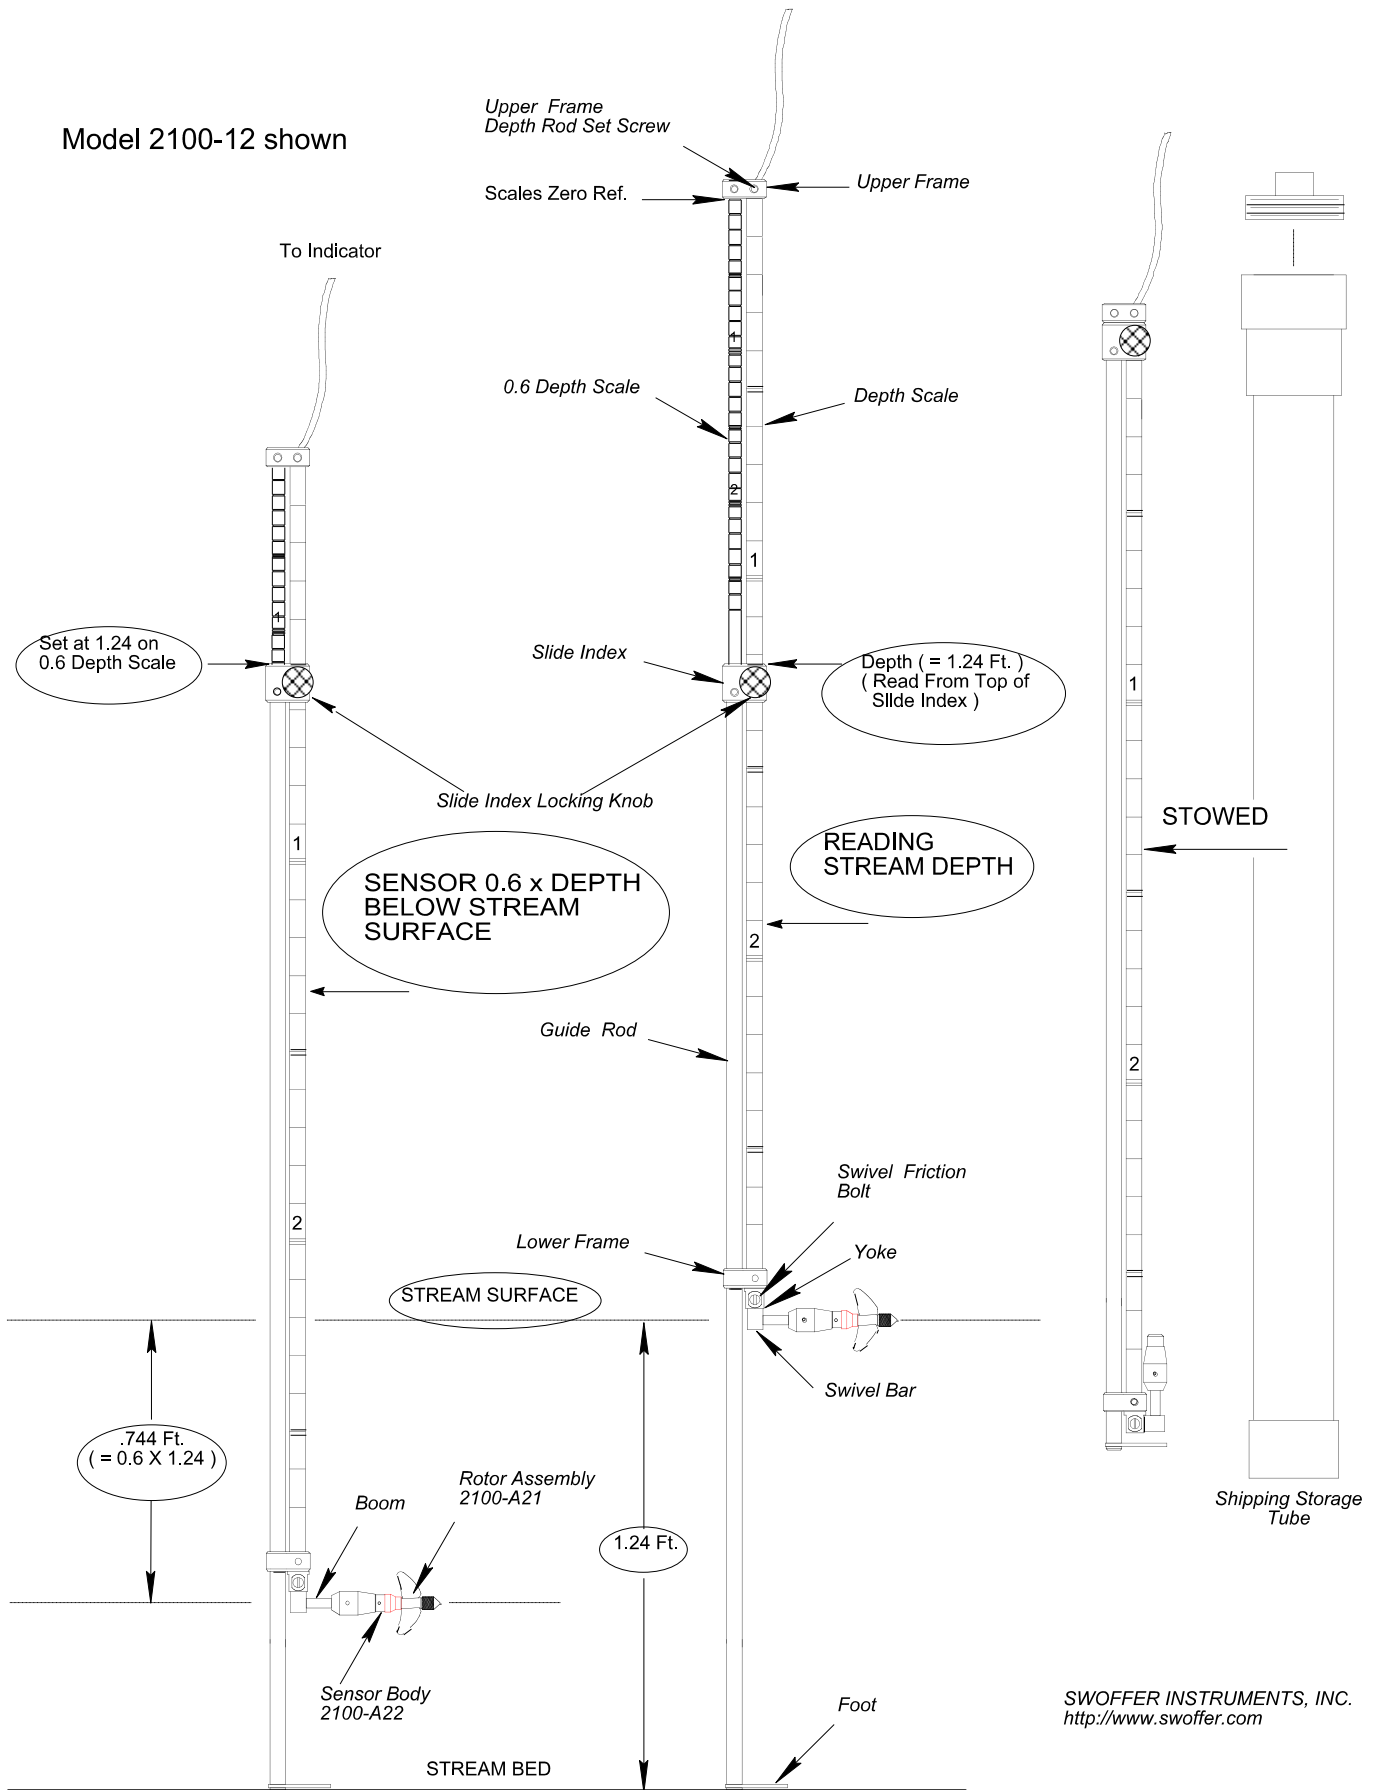 Model 2100-12 shown
Upper Frame
Depth Rod Set Screw
Scales Zero Ref.
Upper Frame
To Indicator
0.6 Depth Scale
Depth Scale
1
2
1
1
Set at 1.24 on
0.6 Depth Scale
Slide Index
Depth ( = 1.24 Ft. )
( Read From Top of
Slide Index )
1
Slide Index Locking Knob
1
STOWED
READING
STREAM DEPTH
SENSOR 0.6 x DEPTH
BELOW STREAM
SURFACE
2
Guide Rod
2
Swivel Friction
Bolt
2
Lower Frame
Yoke
STREAM SURFACE
Swivel Bar
.744 Ft.
( = 0.6 X 1.24 )
Rotor Assembly
2100-A21
Boom
1.24 Ft.
Shipping Storage
Tube
Sensor Body
2100-A22
Foot
SWOFFER INSTRUMENTS, INC.
http://www.swoffer.com
STREAM BED